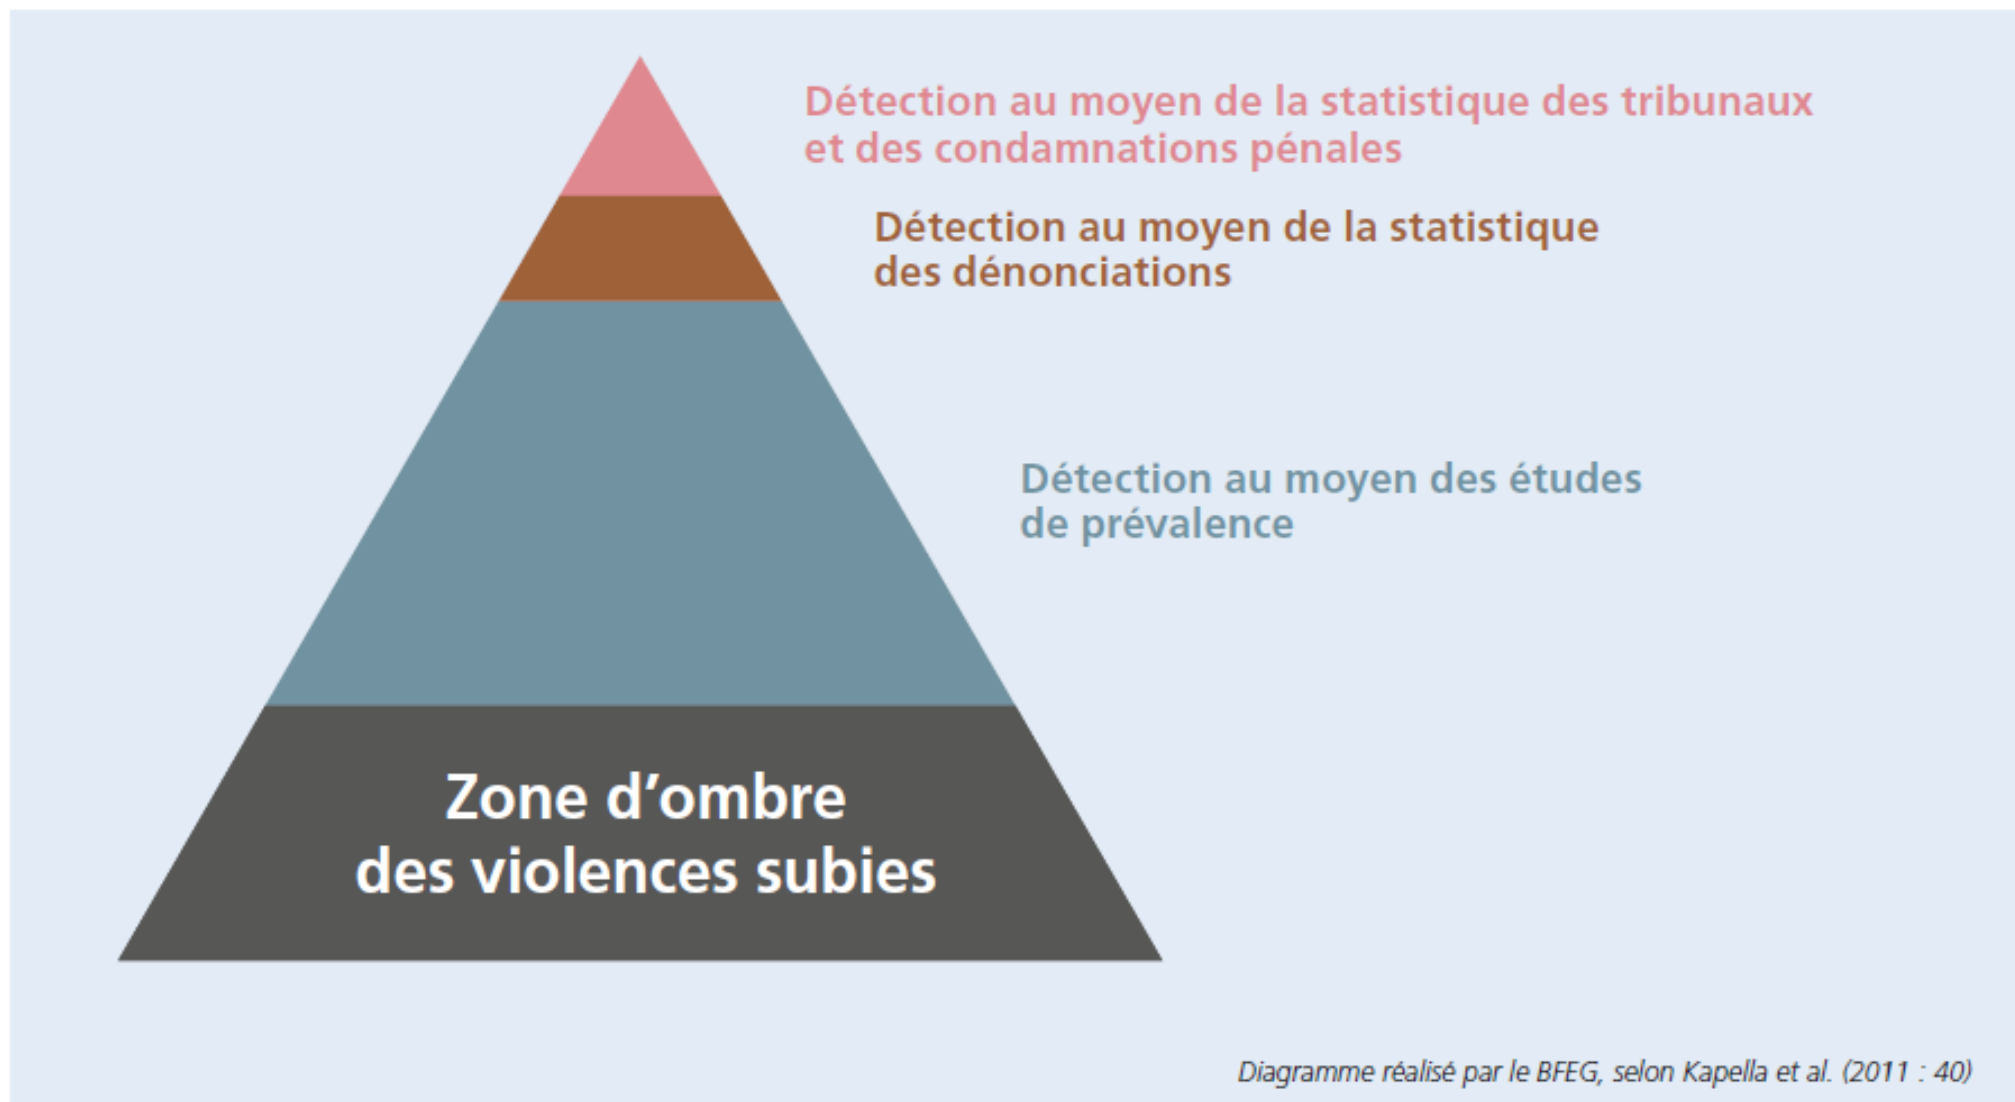 Détection au moyen de la statistique des tribunaux
et des condamnations pénales
Détection au moyen de la statistique
des dénonciations
Détection au moyen des études
de prévalence
Zone d’ombre
des violences subies
Diagramme réalisé par le BFEG, selon Kapella et al. (2011 : 40)